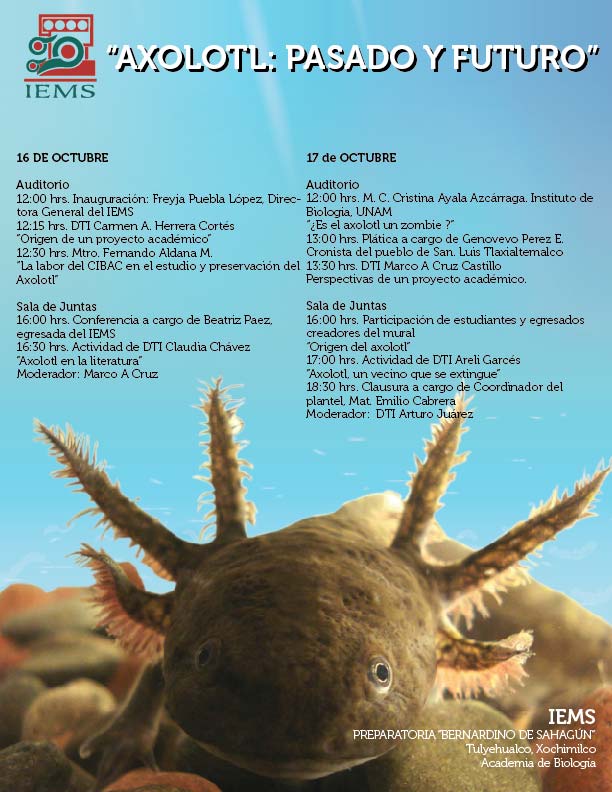 IEMS
“AXOLOTL: PASADO Y FUTURO”
16 DE OCTUBRE
Auditorio
12:00 hrs. Inauguración: Freyja Puebla López, Direc-
tora General del IEMS
12:15 hrs. DTI Carmen A. Herrera Cortés
“Origen de un proyecto académico”
12:30 hrs. Mtro. Fernando Aldana M.
“La labor del CIBAC en el estudio y preservación del
Axolotl”
Sala de Juntas
16:00 hrs. Conferencia a cargo de Beatriz Paez,
egresada del IEMS
16:30 hrs. Actividad de DTI Claudia Chávez
“Axolotl en la literatura”
Moderador: Marco A Cruz
17 de OCTUBRE
Auditorio
12:00 hrs. M. C. Cristina Ayala Azcárraga. Instituto de
Biología, UNAM
“¿Es el axolotl un zombie ?”
13:00 hrs. Plática a cargo de Genovevo Perez E.
Cronista del pueblo de San. Luis Tlaxialtemalco
13:30 hrs. DTI Marco A Cruz Castillo
Perspectivas de un proyecto académico.
Sala de Juntas
16:00 hrs. Participación de estudiantes y egresados
creadores del mural
“Origen del axolotl”
17:00 hrs. Actividad de DTI Areli Garcés
“Axolotl, un vecino que se extingue”
18:30 hrs. Clausura a cargo de Coordinador del
plantel, Mat. Emilio Cabrera
Moderador: DTI Arturo Juárez
IEMS
PREPARATORIA “BERNARDINO DE SAHAGÚN”
Tulyehualco, Xochimilco
Academia de Biología